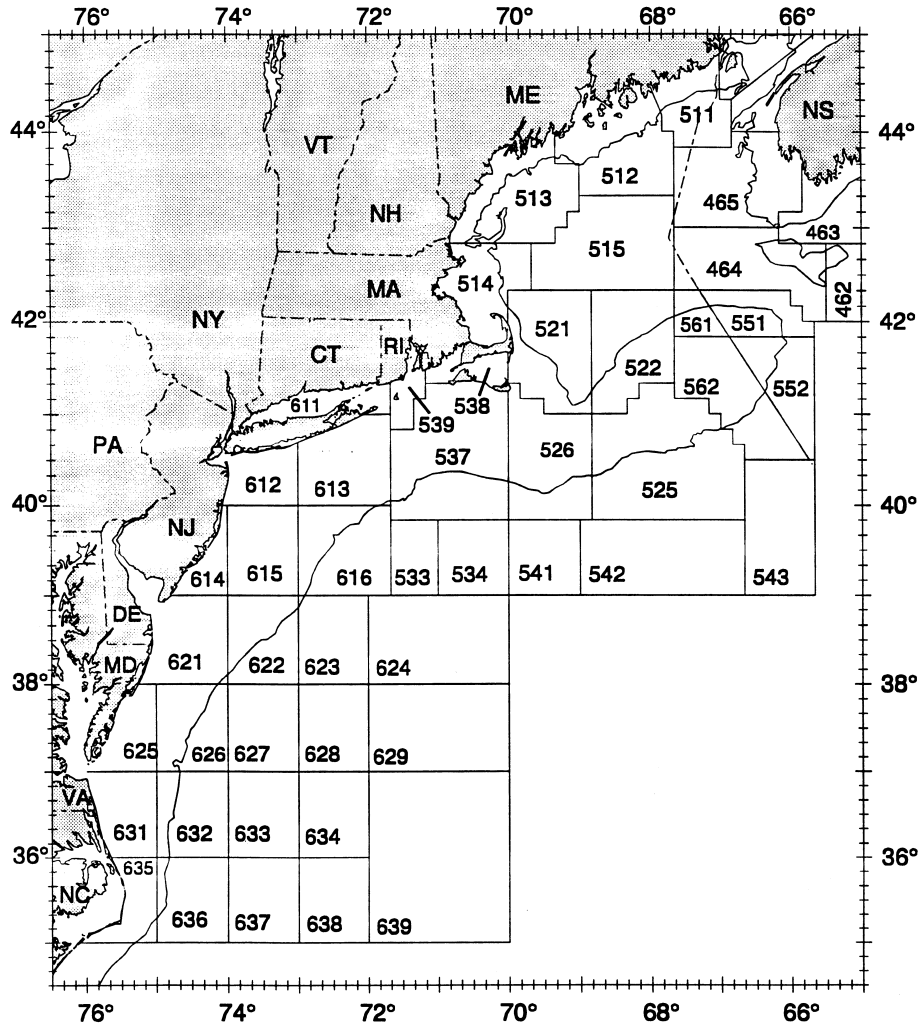 76° 74° 72° 70° 68° 66°
ME
511
NS
44° 44°
VT
512
513 465
NH
463
515
464
514
MA
462
NY
42° 521 561 551 42°
CT RI
522
562 552
611 538
539
PA
526
537
612 613 525
40° 40°
NJ
614 615 616 533 534 541 542 543
DE
MD 621 622 623 624
38° 38°
625 626 627 628 629
VA
631 632 633 634
36° 36°
635
NC
636 637 638 639
76° 74° 72° 70° 68° 66°